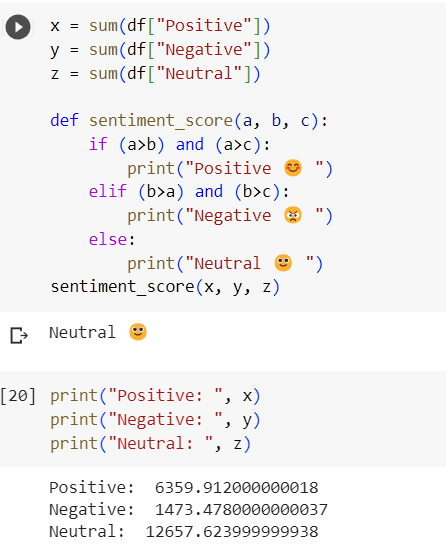 x = sum(df["Positive"])
y = sum(df["Negative"])
z = sum(df["Neutral"])
def sentiment_score(a, b, c):
    if (a>b) and (a>c):
        print("Positive 😊 ")
    elif (b>a) and (b>c):
        print("Negative 😠 ")
    else:
        print("Neutral 🙂 ")
sentiment_score(x, y, z)
Neutral 🙂
[20] print("Positive: ", x)
print("Negative: ", y)
print("Neutral: ", z)
Positive:  6359.912000000018
Negative:  1473.4780000000037
Neutral:  12657.623999999938